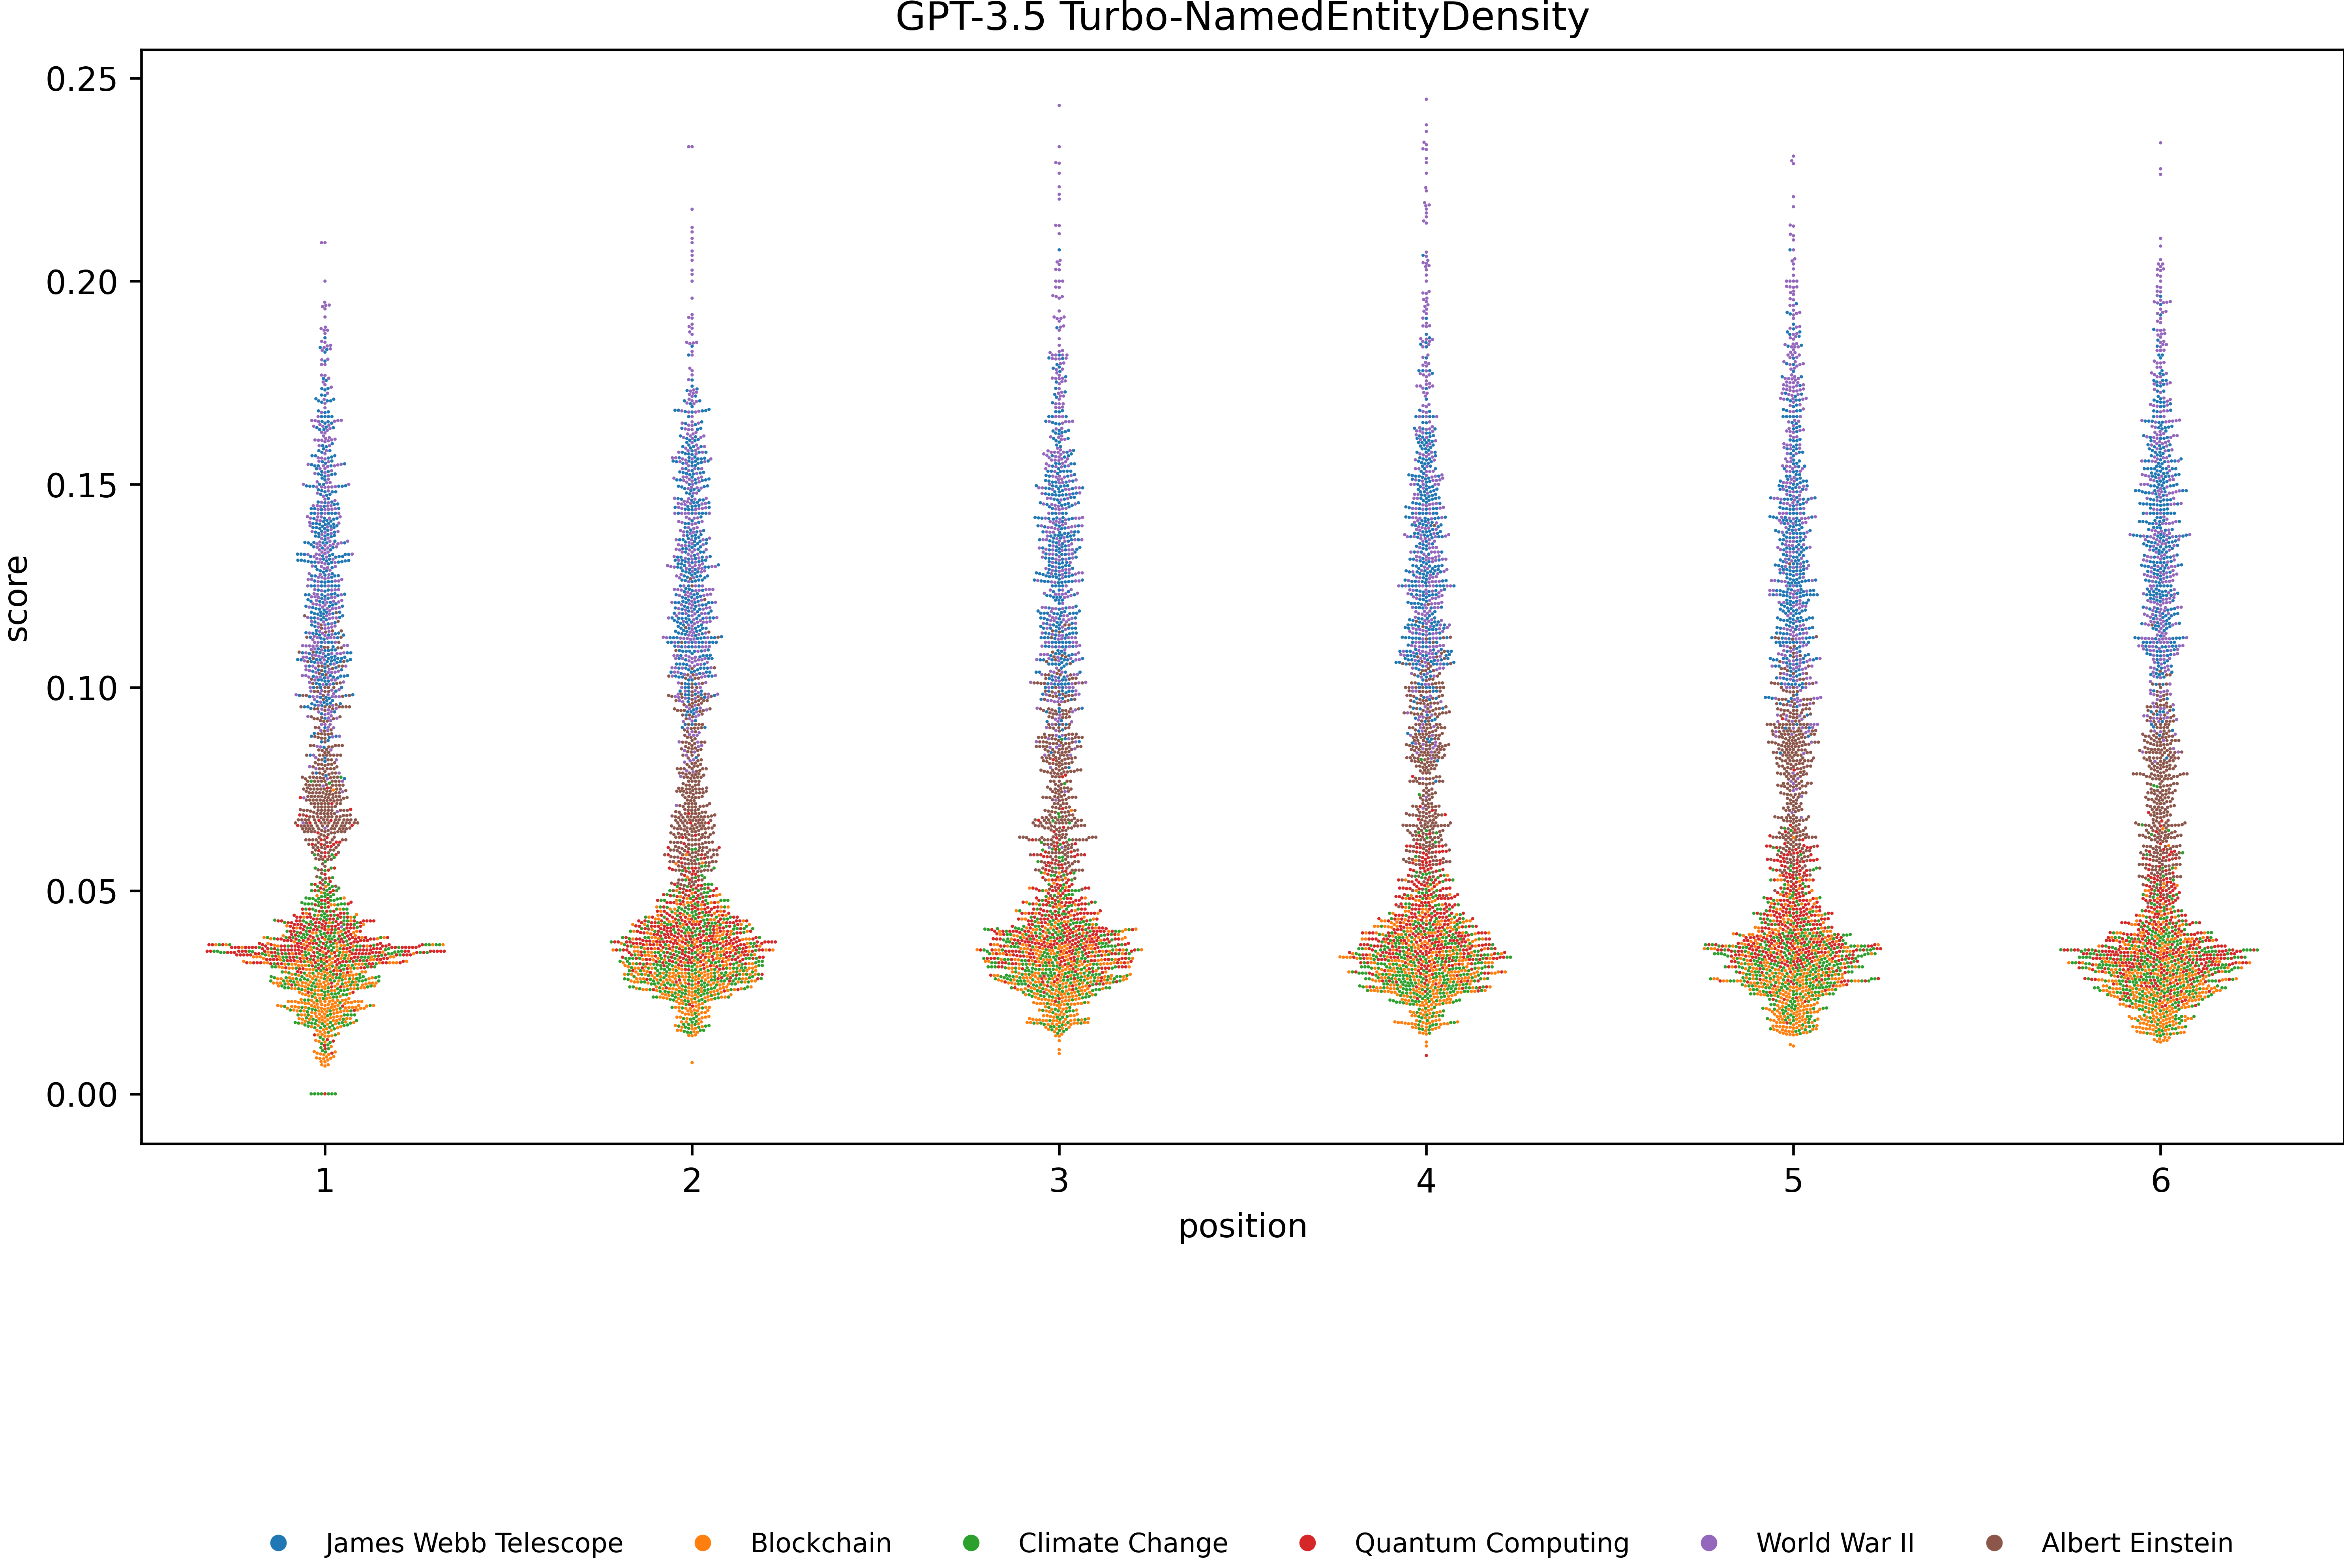 GPT-3.5 Turbo-NamedEntityDensity
0.25
0.20
0.15
0.10
0.05
0.00
score
1 2 3 4 5 6
position
James Webb Telescope Blockchain Climate Change Quantum Computing World War II Albert Einstein